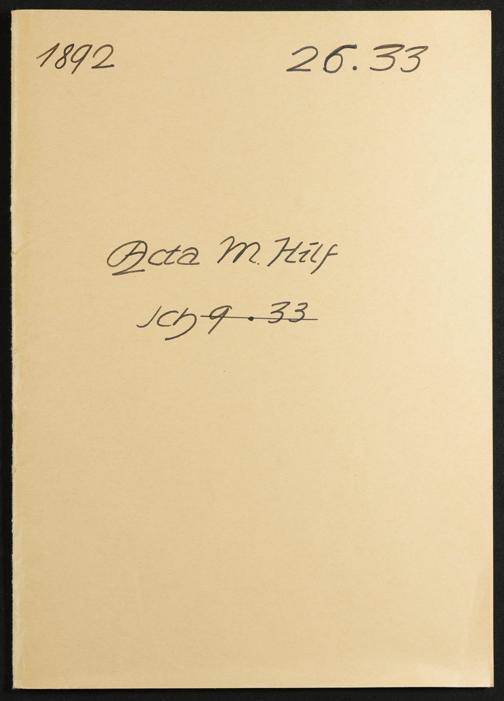 1892 26.33
Acta M. Hilf
Sch 9.33